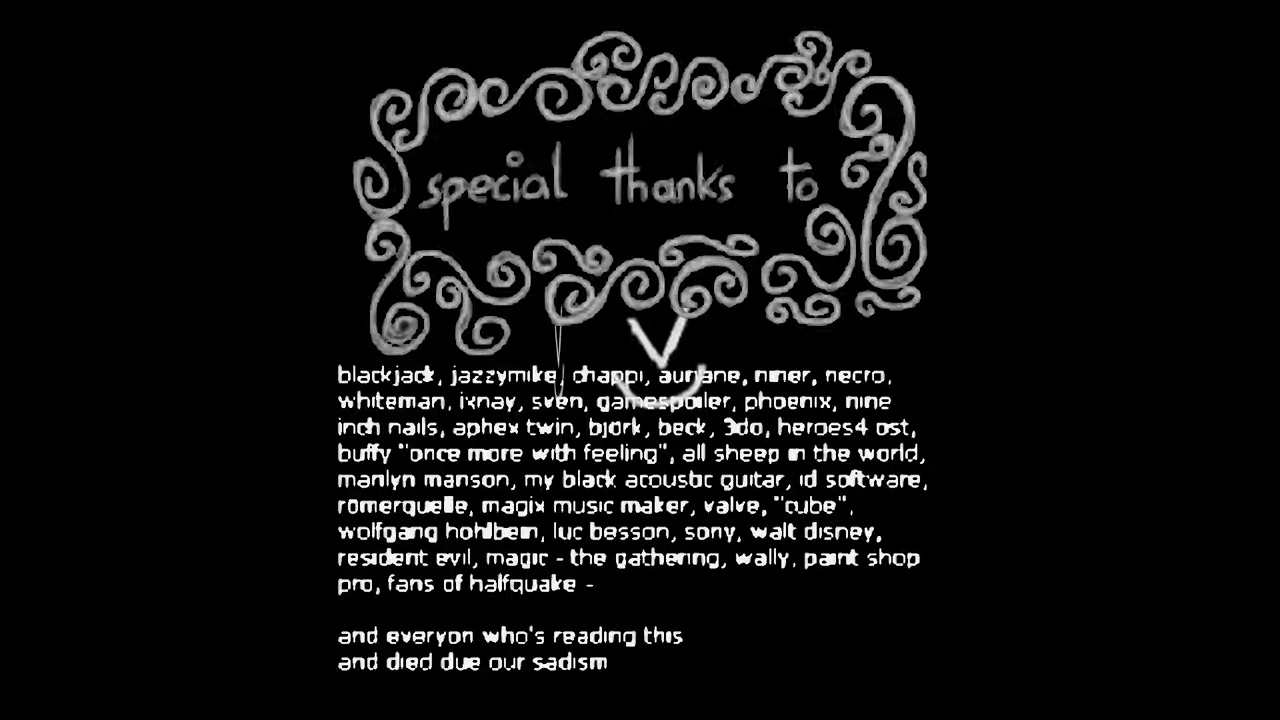 special thanks to
blackjack, jazzymike, chappi, auriane, niner, necro,
whiteman, ixnay, sven, gamespoiler, phoenix, nine
inch nails, aphex twin, bjork, beck, 3do, heroes4 ost,
buffy "once more with feeling", all sheep in the world,
marilyn manson, my black acoustic guitar, id software,
römerquelle, magix music maker, valve, "cube",
wolfgang hohlbein, luc besson, sony, walt disney,
resident evil, magic - the gathering, wally, paint shop
pro, fans of halfquake -
and everyon who's reading this
and died due our sadism